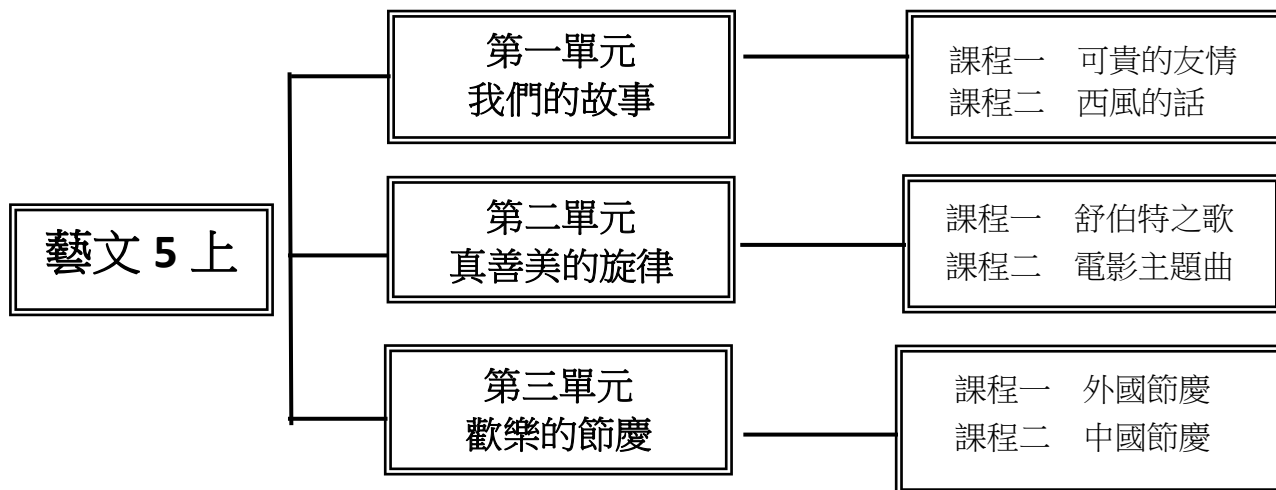 藝文 5 上
第一單元
我們的故事
課程一 可貴的友情
課程二 西風的話
第二單元
真善美的旋律
課程一 舒伯特之歌
課程二 電影主題曲
第三單元
歡樂的節慶
課程一 外國節慶
課程二 中國節慶